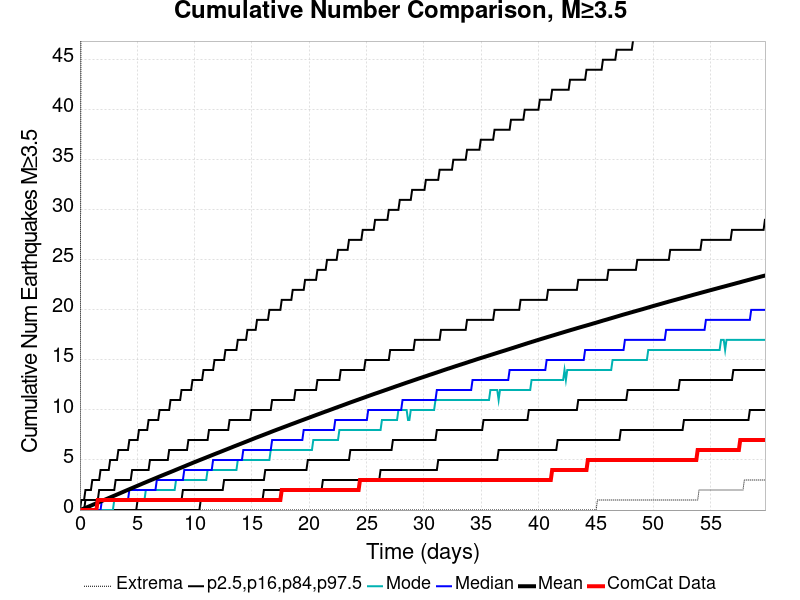 Cumulative Number Comparison, M≥3.5
Cumulative Num Earthquakes M≥3.5
45
40
35
30
25
20
15
10
5
0
0 5 10 15 20 25 30 35 40 45 50 55
Time (days)
Extrema p2.5,p16,p84,p97.5 Mode Median Mean ComCat Data